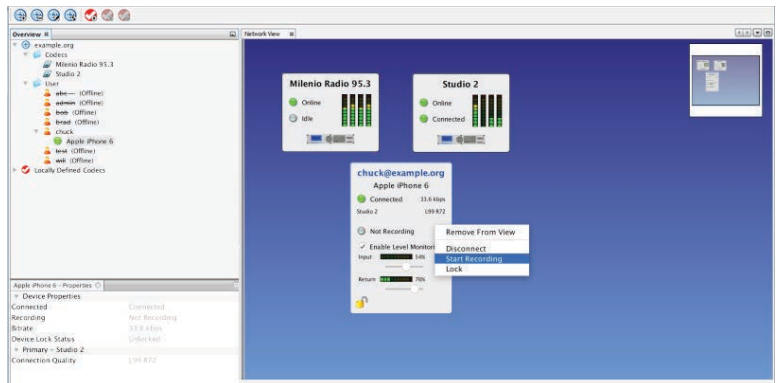 Overview
Network View
example.org
Codecs
Milenio Radio 95.3
Studio 2
User
abc (Offline)
admin (Offline)
bob (Offline)
brad (Offline)
chuck
Apple iPhone 6
test (Offline)
will (Offline)
Locally Defined Codecs
Milenio Radio 95.3
Online
Idle
Studio 2
Online
Connected
chuck@example.org
Apple iPhone 6
Connected 33.6 kbps
Studio 2 L99 R72
Not Recording
Enable Level Monitori
Input 54%
Return 76%
Remove From View
Disconnect
Start Recording
Lock
Apple iPhone 6 - Properties
Device Properties
Connected Connected
Recording Not Recording
Bitrate 33.6 kbps
Device Lock Status Unlocked
Primary - Studio 2
Connection Quality L99 R72